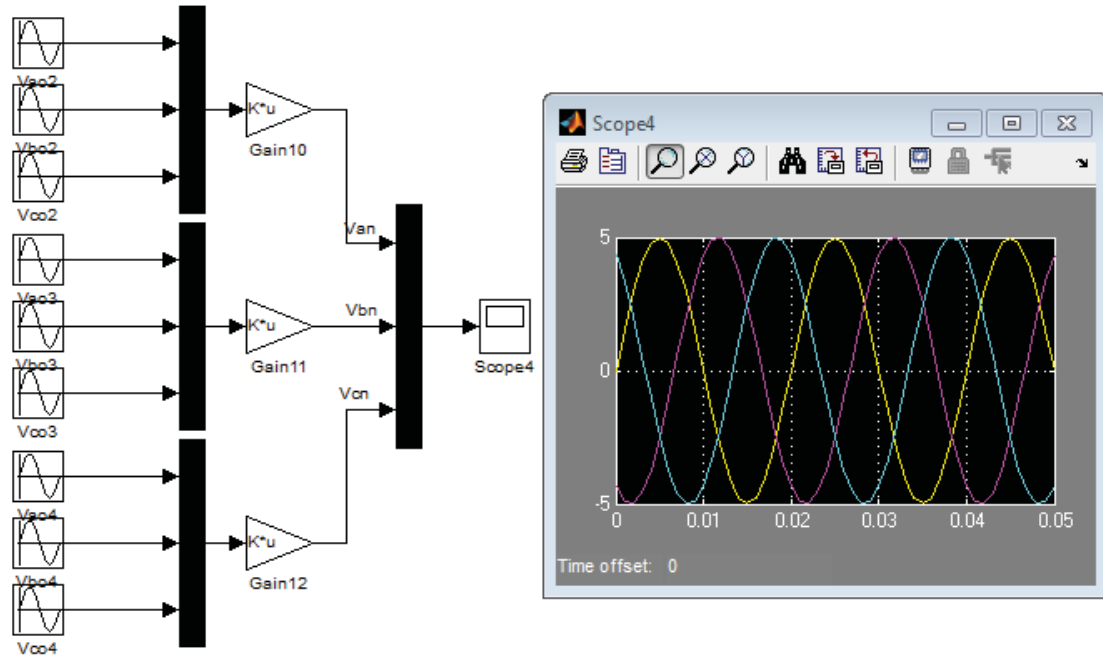 Vao2
Vbo2
Vco2
K*u
Gain10
Vao3
Vbo3
Vco3
K*u
Gain11
Vao4
Vbo4
Vco4
K*u
Gain12
Van
Vbn
Vcn
Scope4
Scope4
5
0
-5
0
0.01
0.02
0.03
0.04
0.05
Time offset: 0